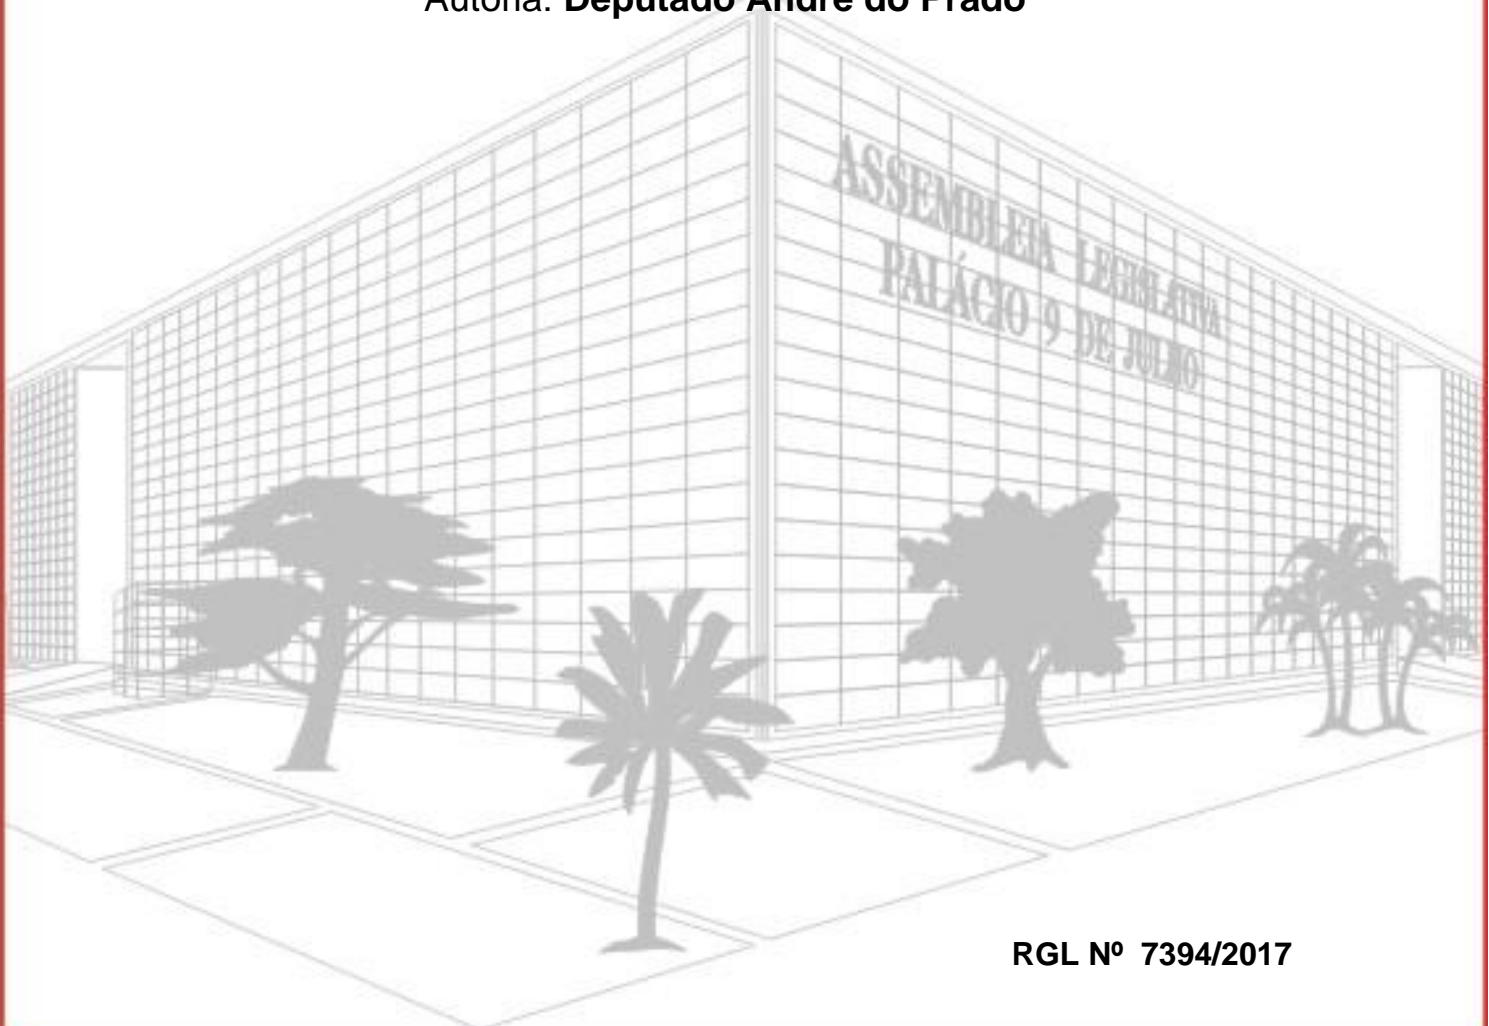 Autoria: Deputado André do Prado
ASSEMBLEIA LEGISLATIVA
PALÁCIO 9 DE JULHO
RGL Nº 7394/2017